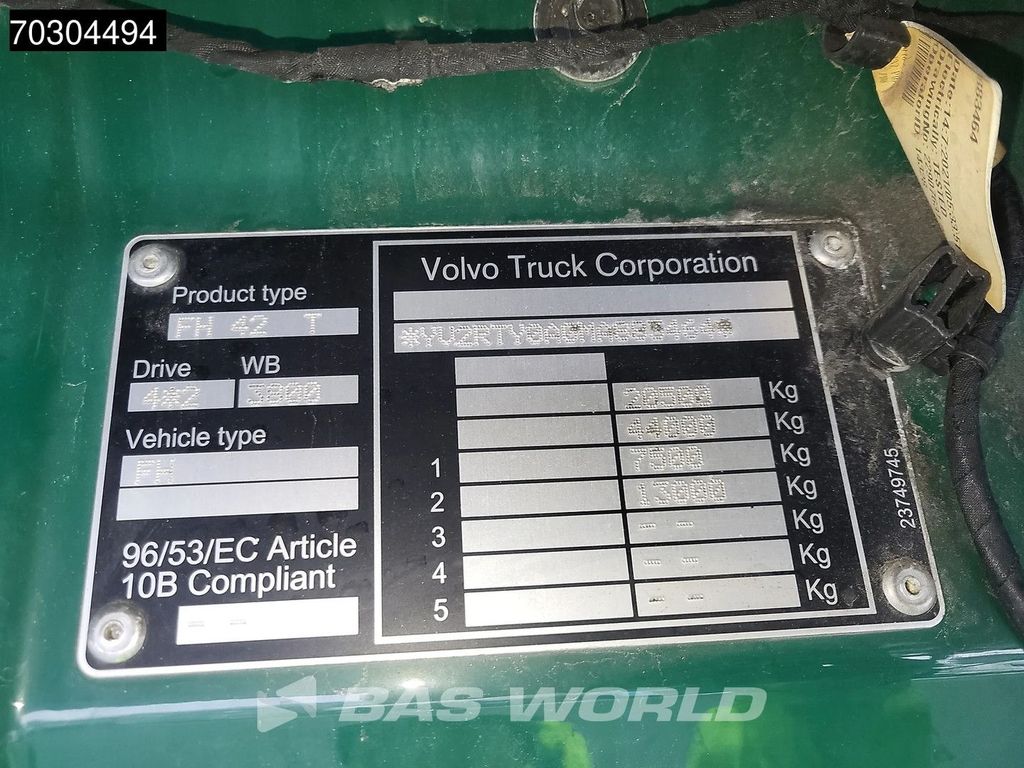 70304494
Volvo Truck Corporation
Product type
FH 42 T
Drive
WB
4*2
3800
Vehicle type
FH
96/53/EC Article
10B Compliant
-- --
20500 Kg
44000 Kg
1 7000 Kg
2 13000 Kg
3 -- -- Kg
4 -- -- Kg
5 -- -- Kg
23749745
BAS WORLD